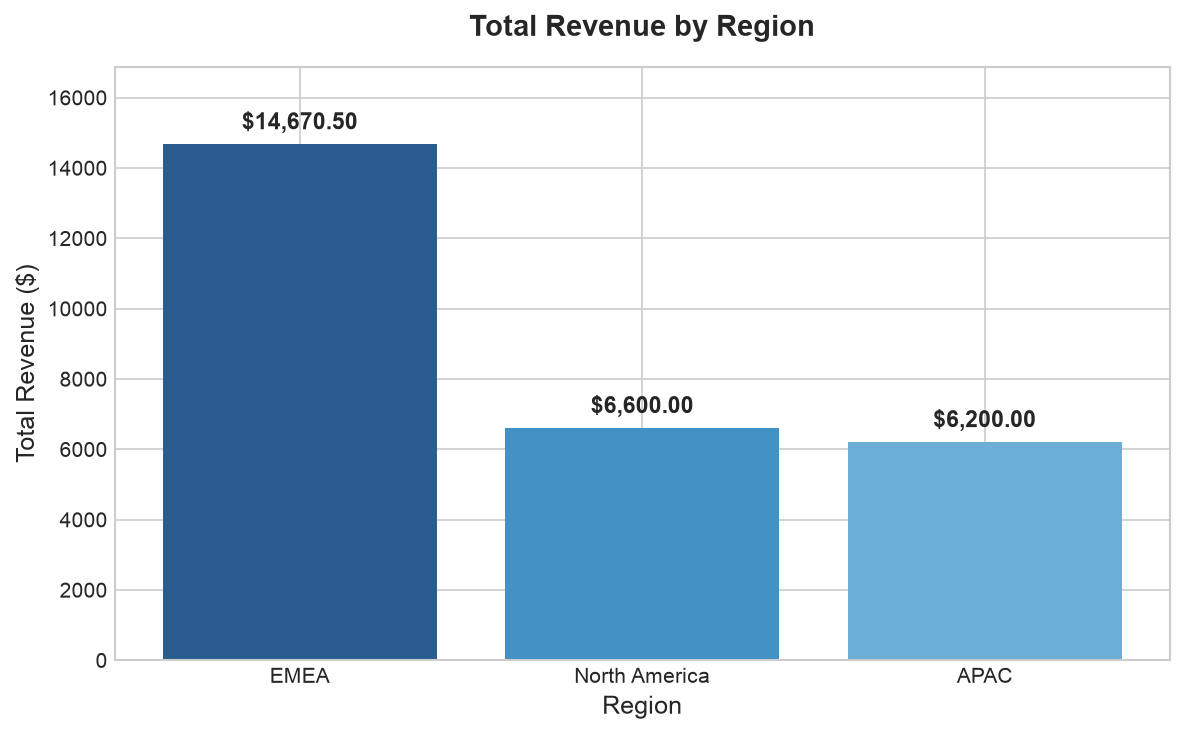 Total Revenue by Region
Total Revenue ($)
16000
14000
12000
10000
8000
6000
4000
2000
0
$14,670.50
$6,600.00
$6,200.00
EMEA
North America
APAC
Region